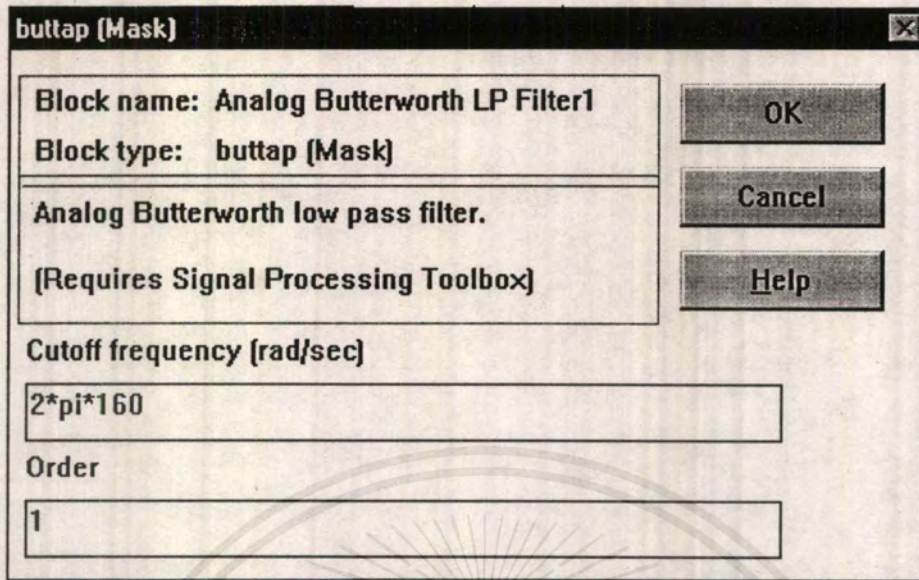 buttap (Mask)
Block name: Analog Butterworth LP Filter1
Block type: buttap (Mask)
Analog Butterworth low pass filter.
(Requires Signal Processing Toolbox)
OK
Cancel
Help
Cutoff frequency (rad/sec)
2*pi*160
Order
1